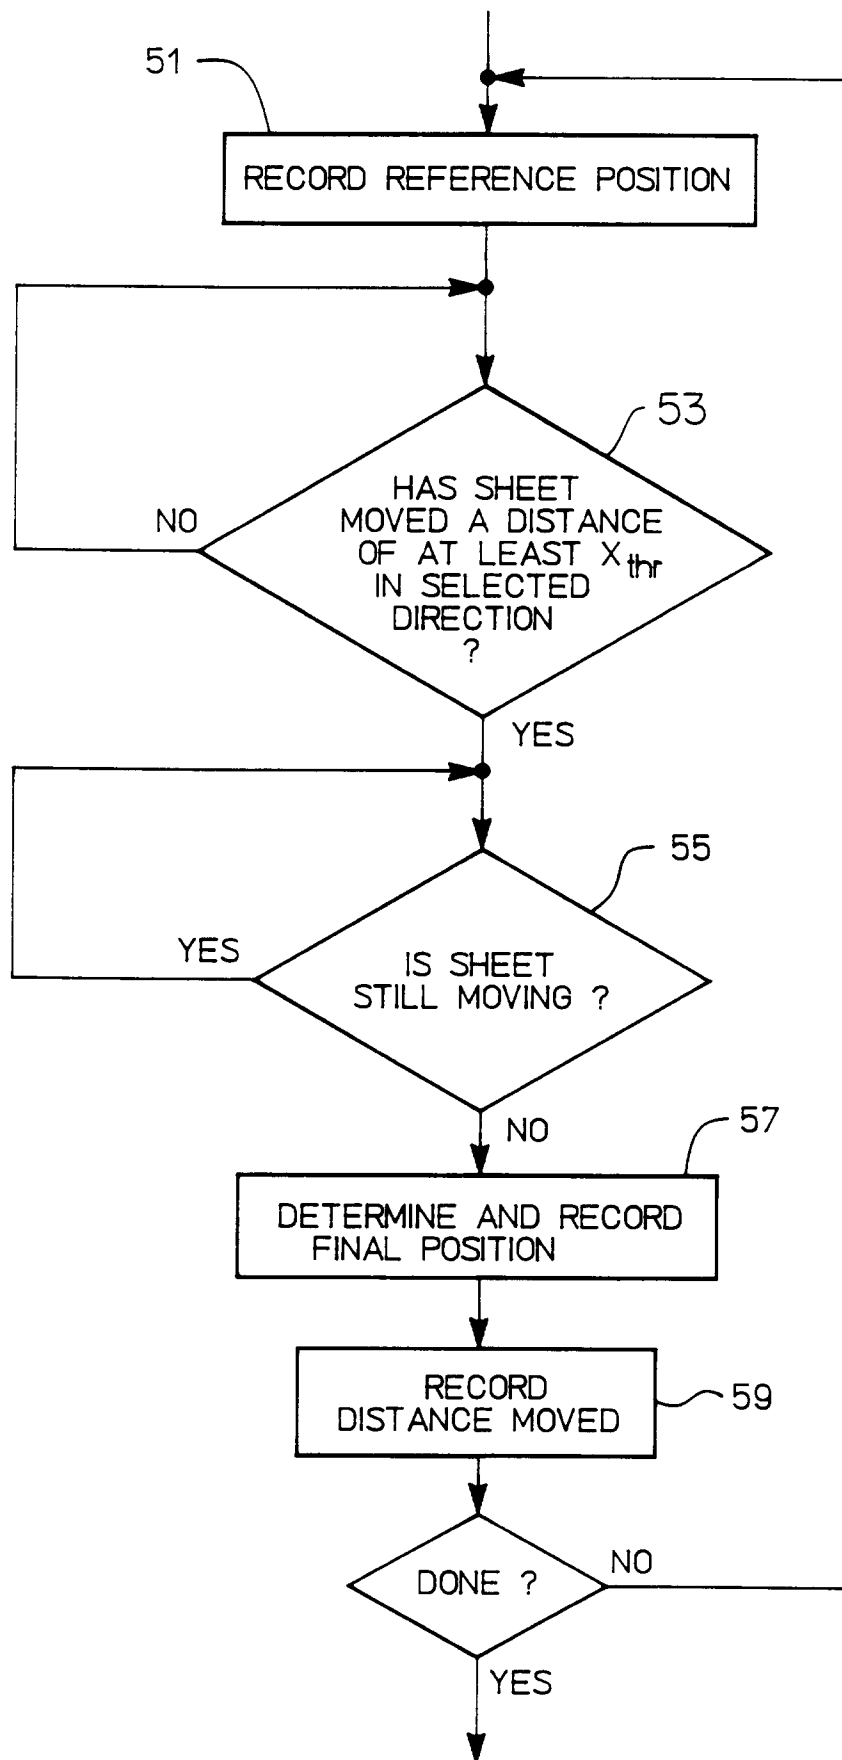 51
RECORD REFERENCE POSITION
53
HAS SHEET
MOVED A DISTANCE
OF AT LEAST X_thr
IN SELECTED
DIRECTION
?
NO
YES
55
IS SHEET
STILL MOVING ?
YES
NO
57
DETERMINE AND RECORD
FINAL POSITION
RECORD
DISTANCE MOVED
59
DONE ?
NO
YES